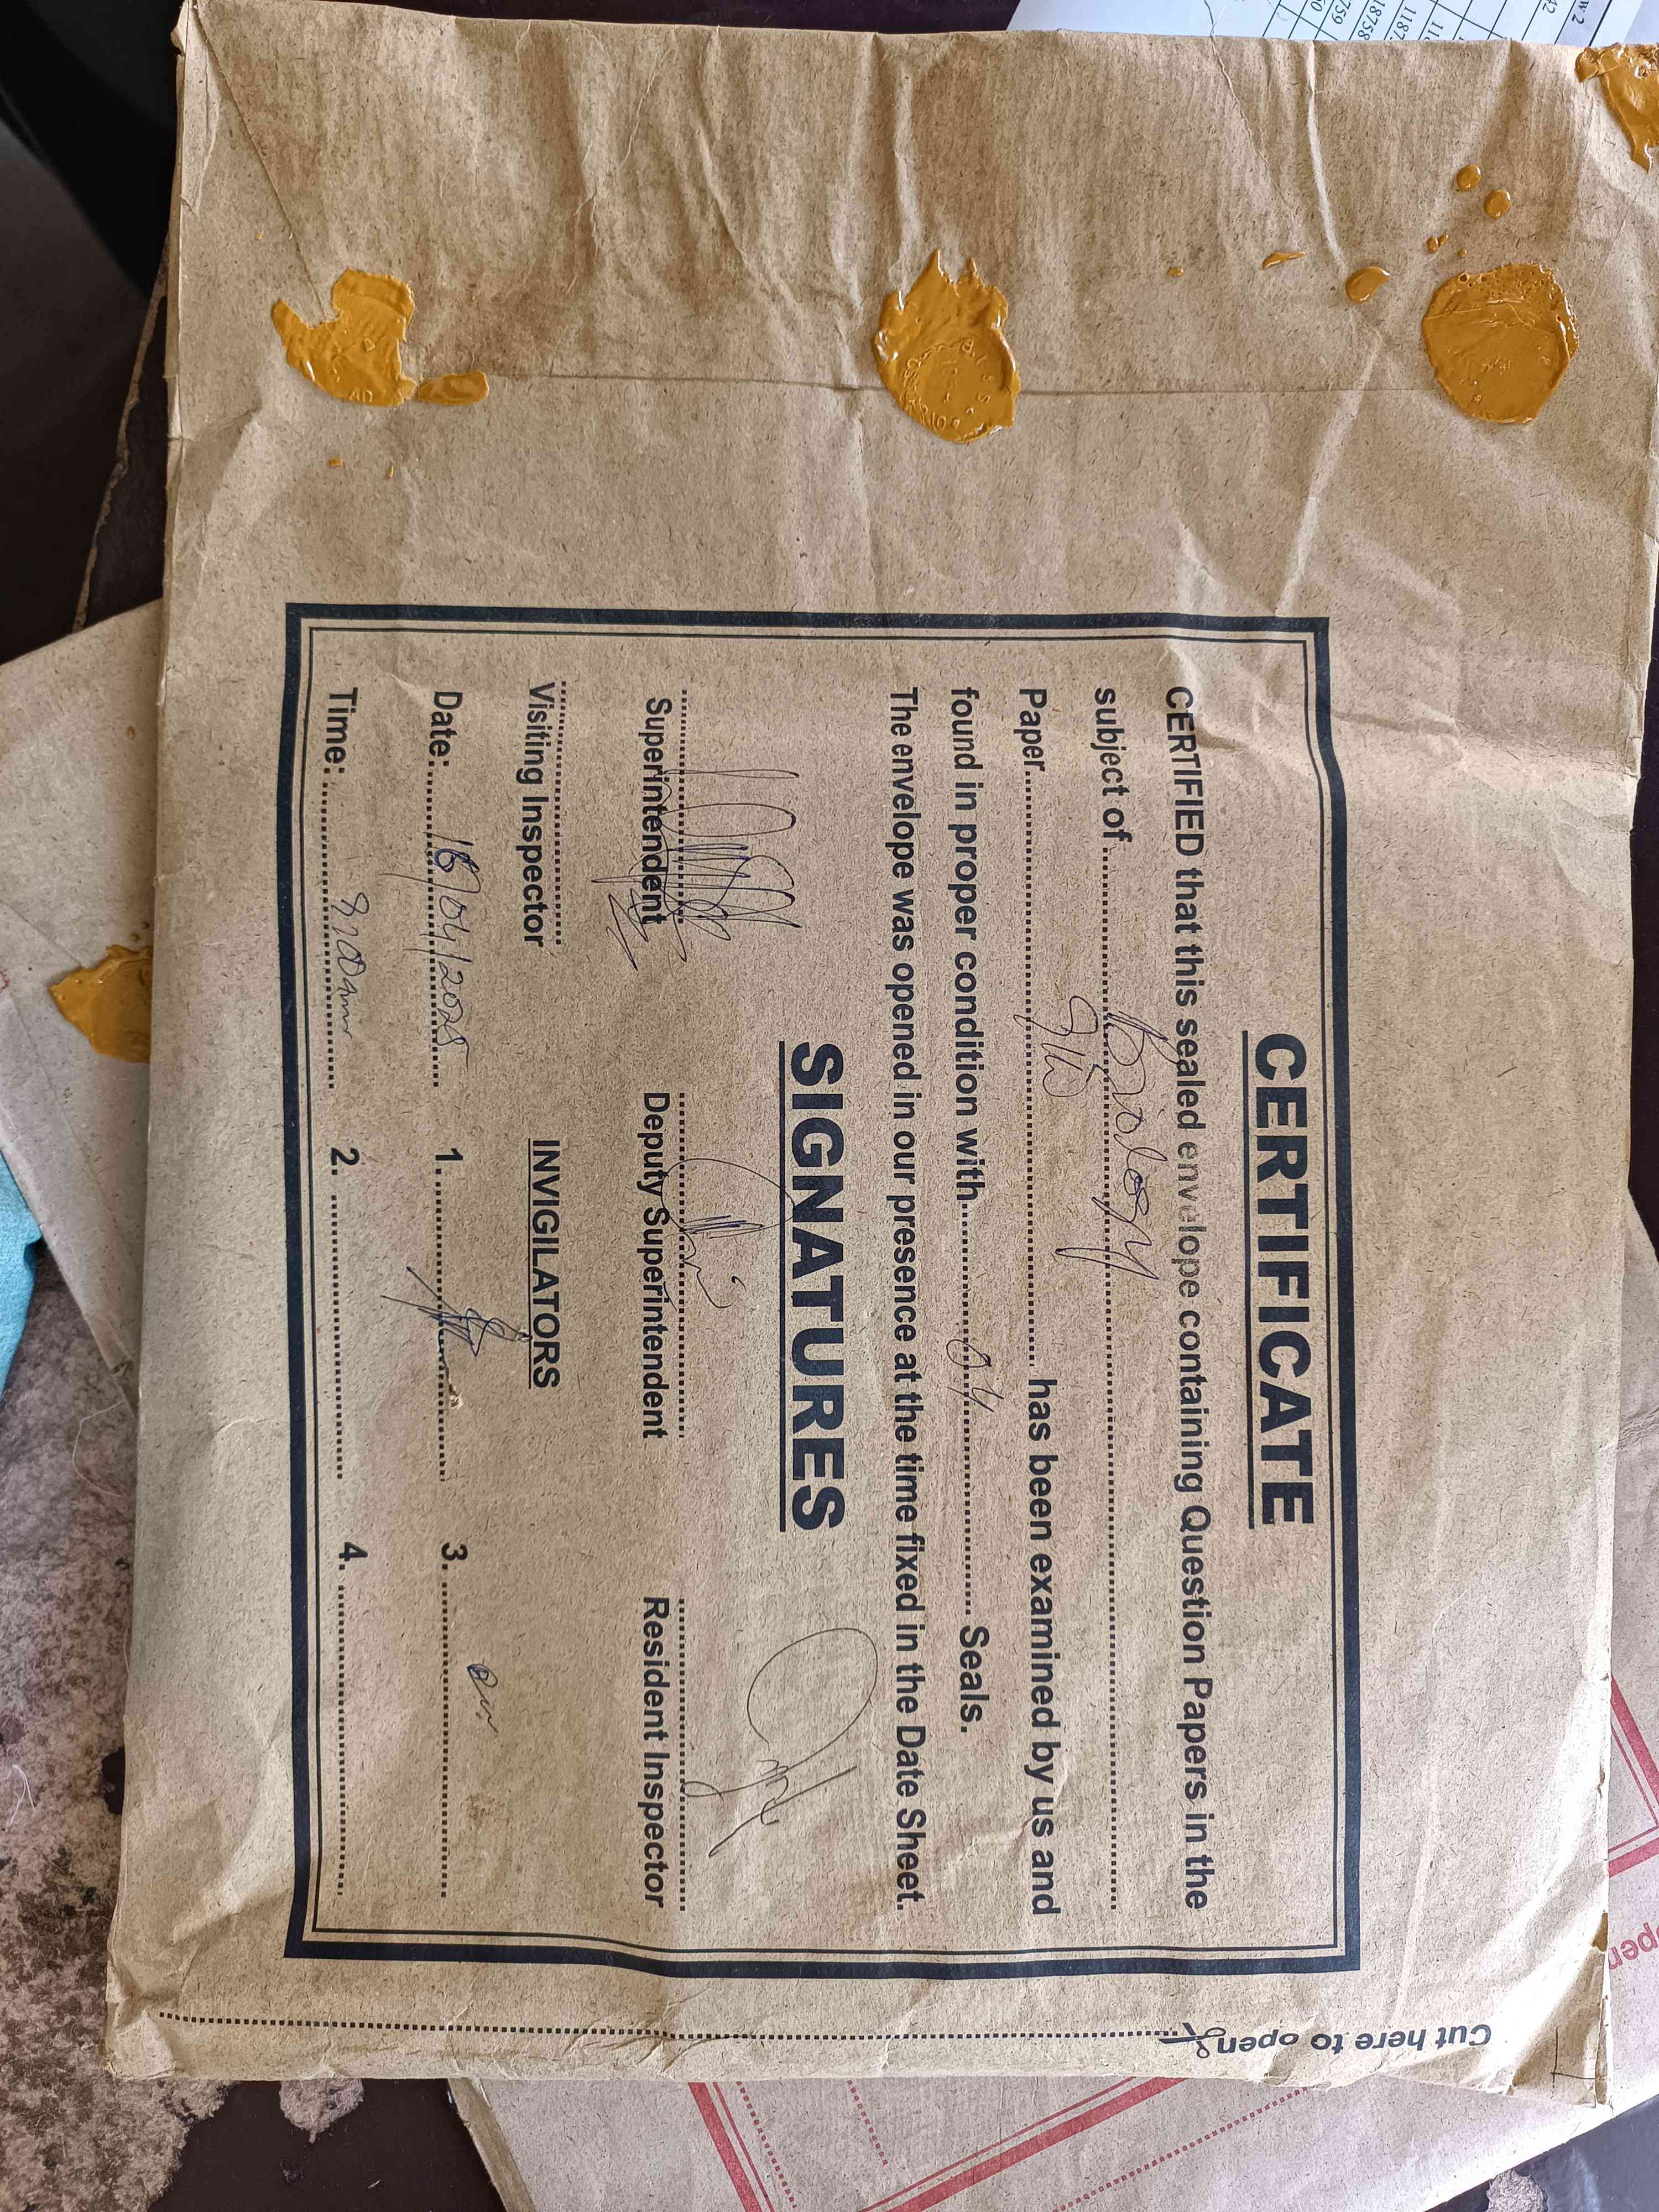 CERTIFICATE
CERTIFIED that this sealed envelope containing Question Papers in the
subject of Biology
Paper has been examined by us and
found in proper condition with 04 Seals.
The envelope was opened in our presence at the time fixed in the Date Sheet.
SIGNATURES
Superintendent Deputy Superintendent Resident Inspector
Visiting Inspector INVIGILATORS
Date: 16/04/2025 1. 3.
Time: 9:00am 2. 4.
Cut here to open